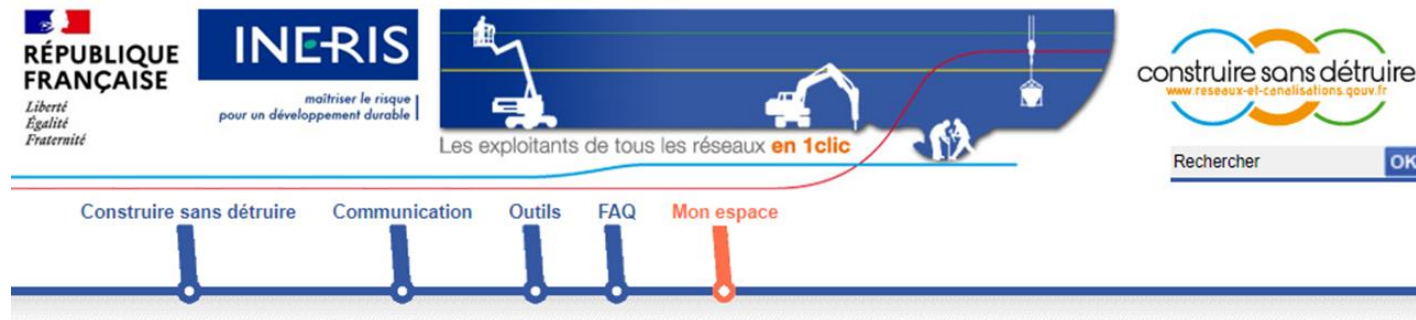 RÉPUBLIQUE
FRANÇAISE
Liberté
Égalité
Fraternité
INERIS
maîtriser le risque
pour un développement durable
Les exploitants de tous les réseaux en 1clic
construire sans détruire
www.reseaux-et-canalisations.gouv.fr
Rechercher
OK
Construire sans détruire
Communication
Outils
FAQ
Mon espace